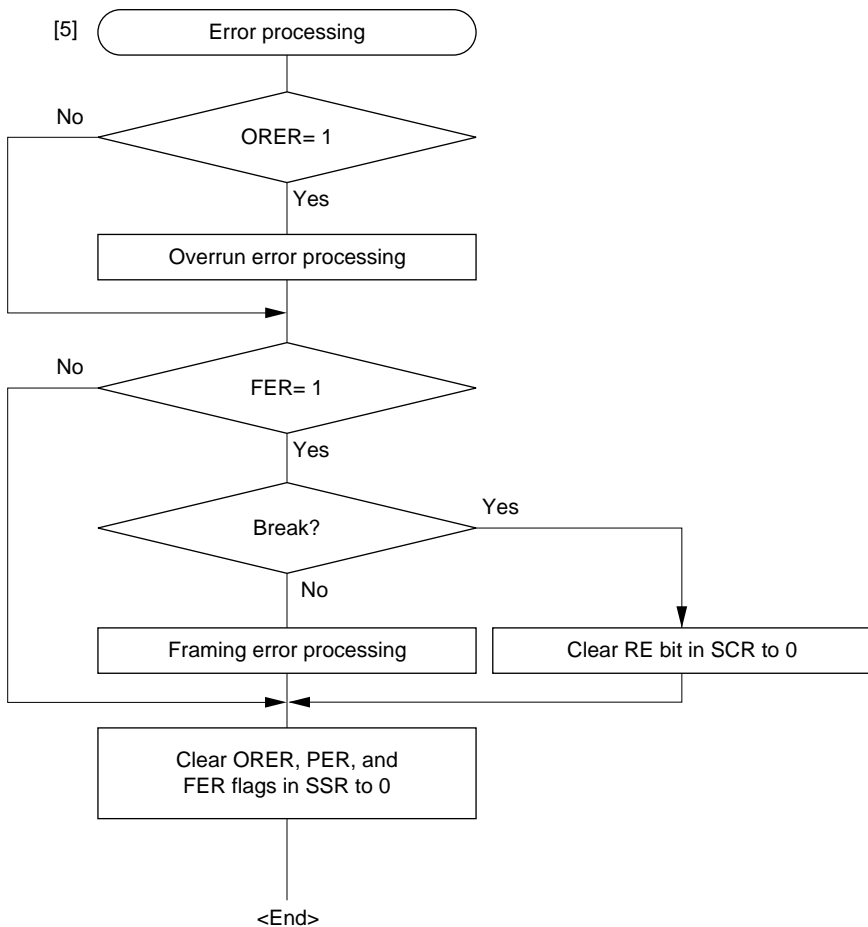 [5]
Error processing
No
ORER= 1
Yes
Overrun error processing
No
FER= 1
Yes
Break?
Yes
No
Framing error processing
Clear RE bit in SCR to 0
Clear ORER, PER, and
FER flags in SSR to 0
<End>